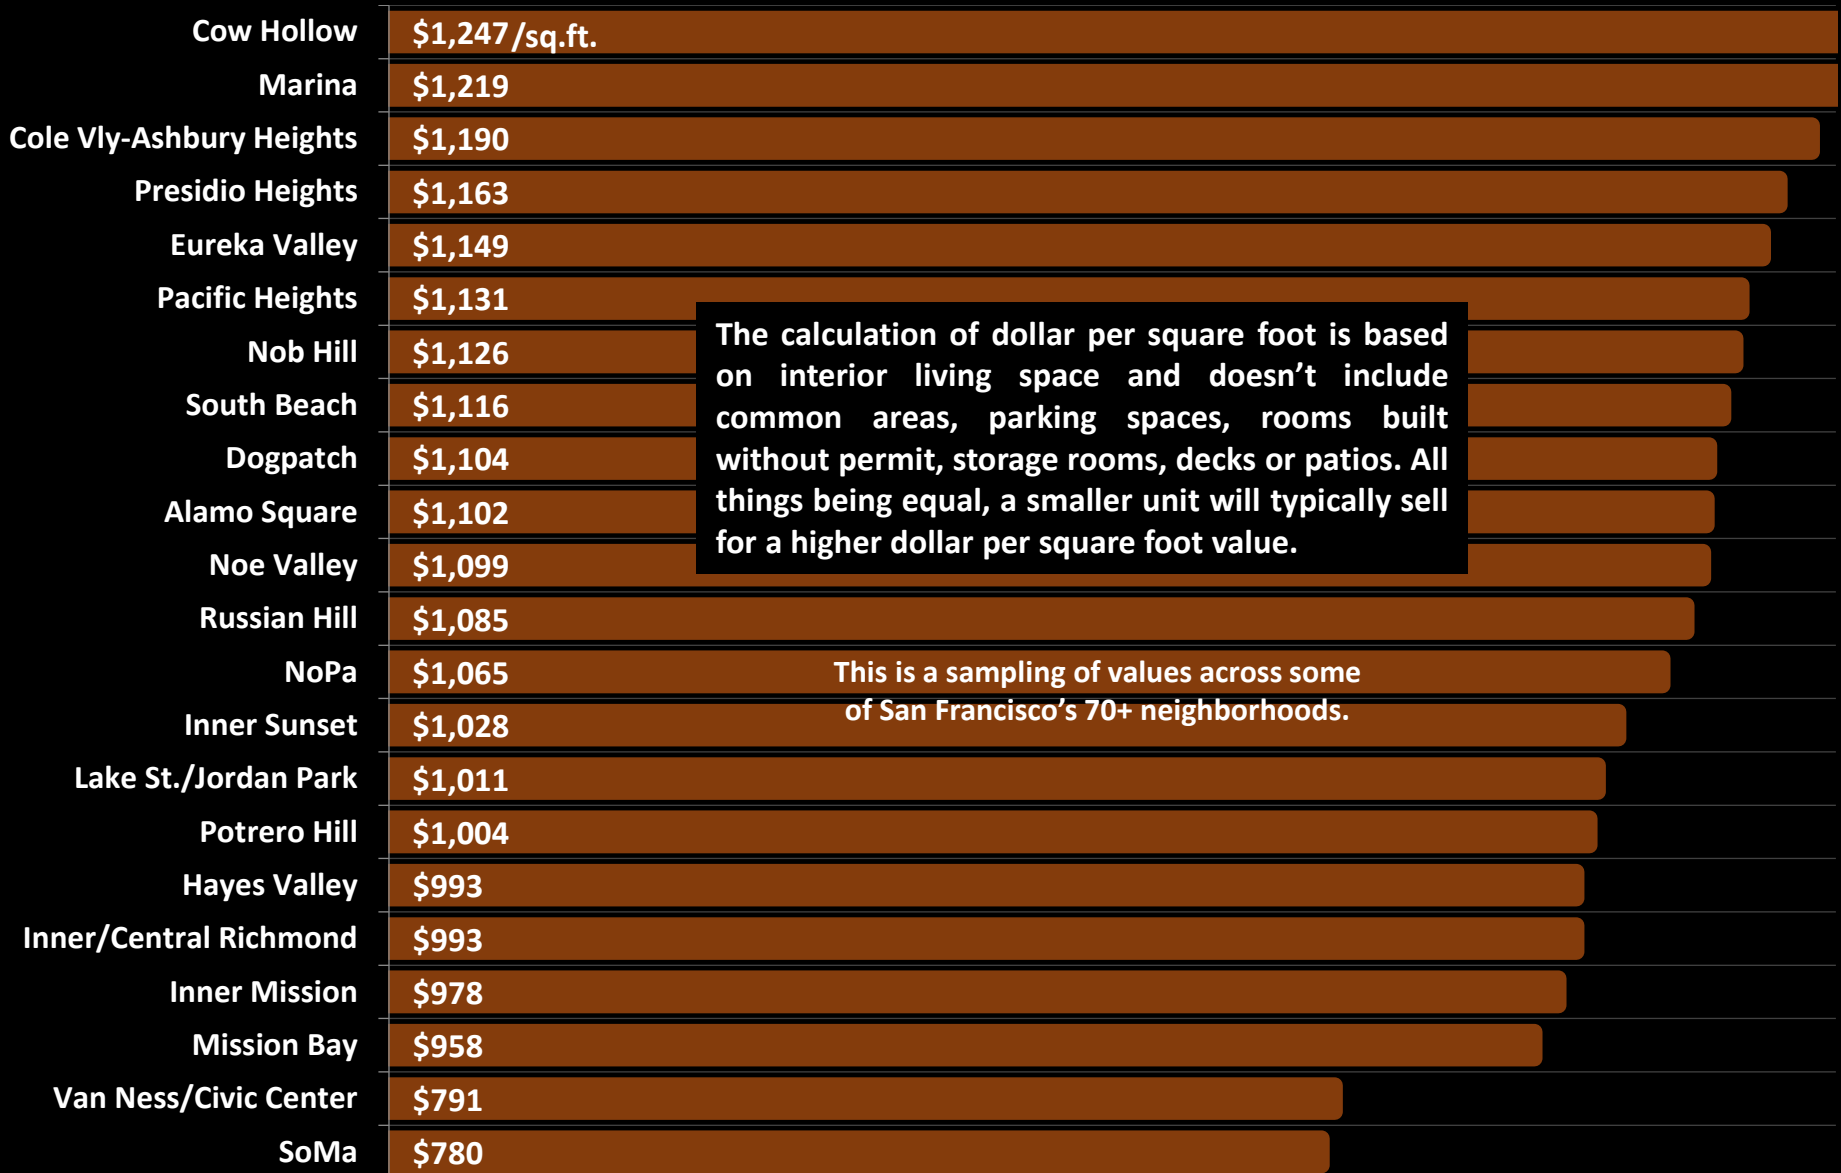 Cow Hollow $1,247/sq.ft.
Marina $1,219
Cole Vly-Ashbury Heights $1,190
Presidio Heights $1,163
Eureka Valley $1,149
Pacific Heights $1,131
Nob Hill $1,126
South Beach $1,116
Dogpatch $1,104
Alamo Square $1,102
Noe Valley $1,099
Russian Hill $1,085
NoPa $1,065
Inner Sunset $1,028
Lake St./Jordan Park $1,011
Potrero Hill $1,004
Hayes Valley $993
Inner/Central Richmond $993
Inner Mission $978
Mission Bay $958
Van Ness/Civic Center $791
SoMa $780
The calculation of dollar per square foot is based
on interior living space and doesn’t include
common areas, parking spaces, rooms built
without permit, storage rooms, decks or patios. All
things being equal, a smaller unit will typically sell
for a higher dollar per square foot value.
This is a sampling of values across some
of San Francisco’s 70+ neighborhoods.